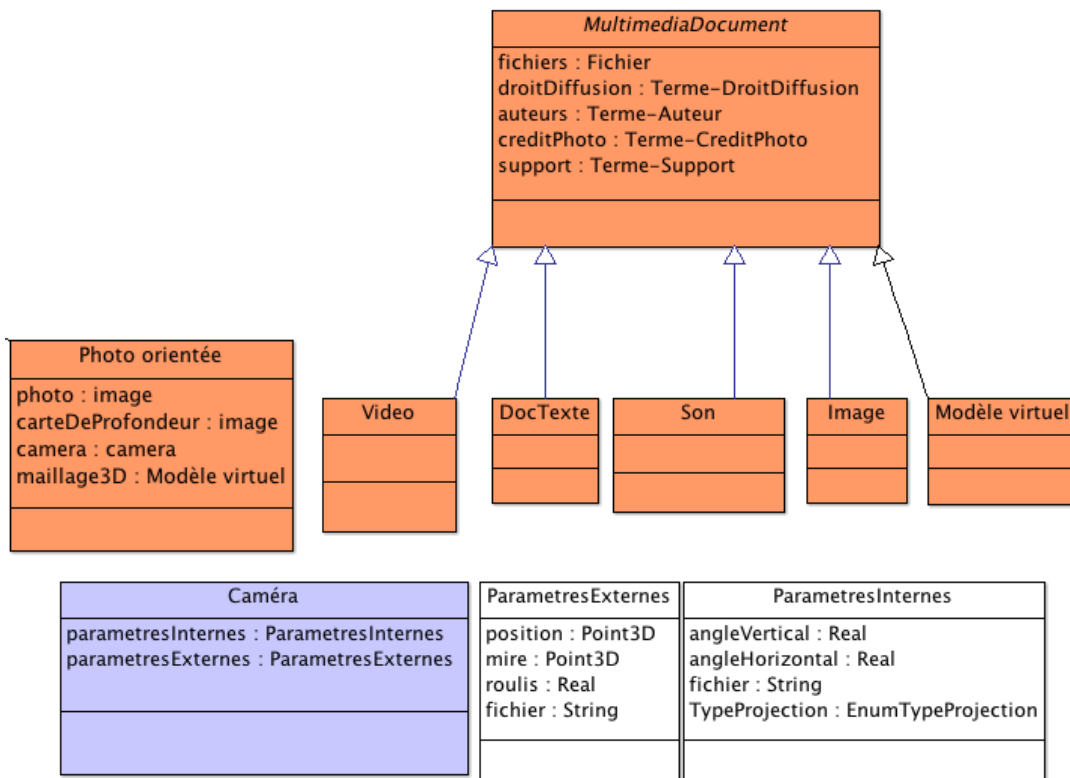 MultimediaDocument
fichiers : Fichier
droitDiffusion : Terme-DroitDiffusion
auteurs : Terme-Auteur
creditPhoto : Terme-CreditPhoto
support : Terme-Support
Photo orientée
photo : image
carteDeProfondeur : image
camera : camera
maillage3D : Modèle virtuel
Video
DocTexte
Son
Image
Modèle virtuel
Caméra
parametresInternes : ParametresInternes
parametresExternes : ParametresExternes
ParametresExternes
position : Point3D
mire : Point3D
roulis : Real
fichier : String
ParametresInternes
angleVertical : Real
angleHorizontal : Real
fichier : String
TypeProjection : EnumTypeProjection